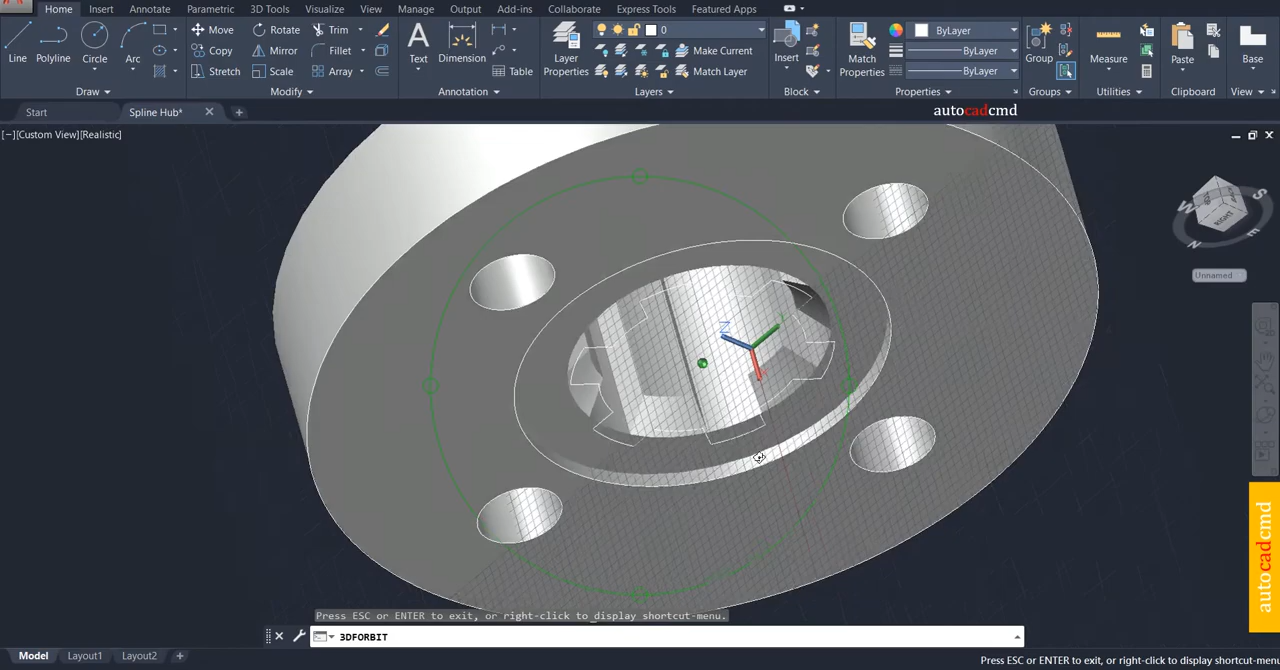 Home Insert Annotate Parametric 3D Tools Visualize View Manage Output Add-ins Collaborate Express Tools Featured Apps
Line Polyline Circle Arc
Move Rotate Trim
Copy Mirror Fillet
Stretch Scale Array
Text Dimension Table
Layer Properties
0
Make Current
Match Layer
Insert
Match Properties
ByLayer
ByLayer
ByLayer
Group Measure Paste Base
Draw Modify Annotation Layers Block Properties Groups Utilities Clipboard View
Start Spline Hub*
autocadcmd
[−][Custom View][Realistic]
W S N E
RIGHT
Unnamed
Z Y
autocadcmd
Press ESC or ENTER to exit, or right-click to display shortcut-menu.
3DFORBIT
Model Layout1 Layout2 +
Press ESC or ENTER to exit, or right-click to display shortcut-menu